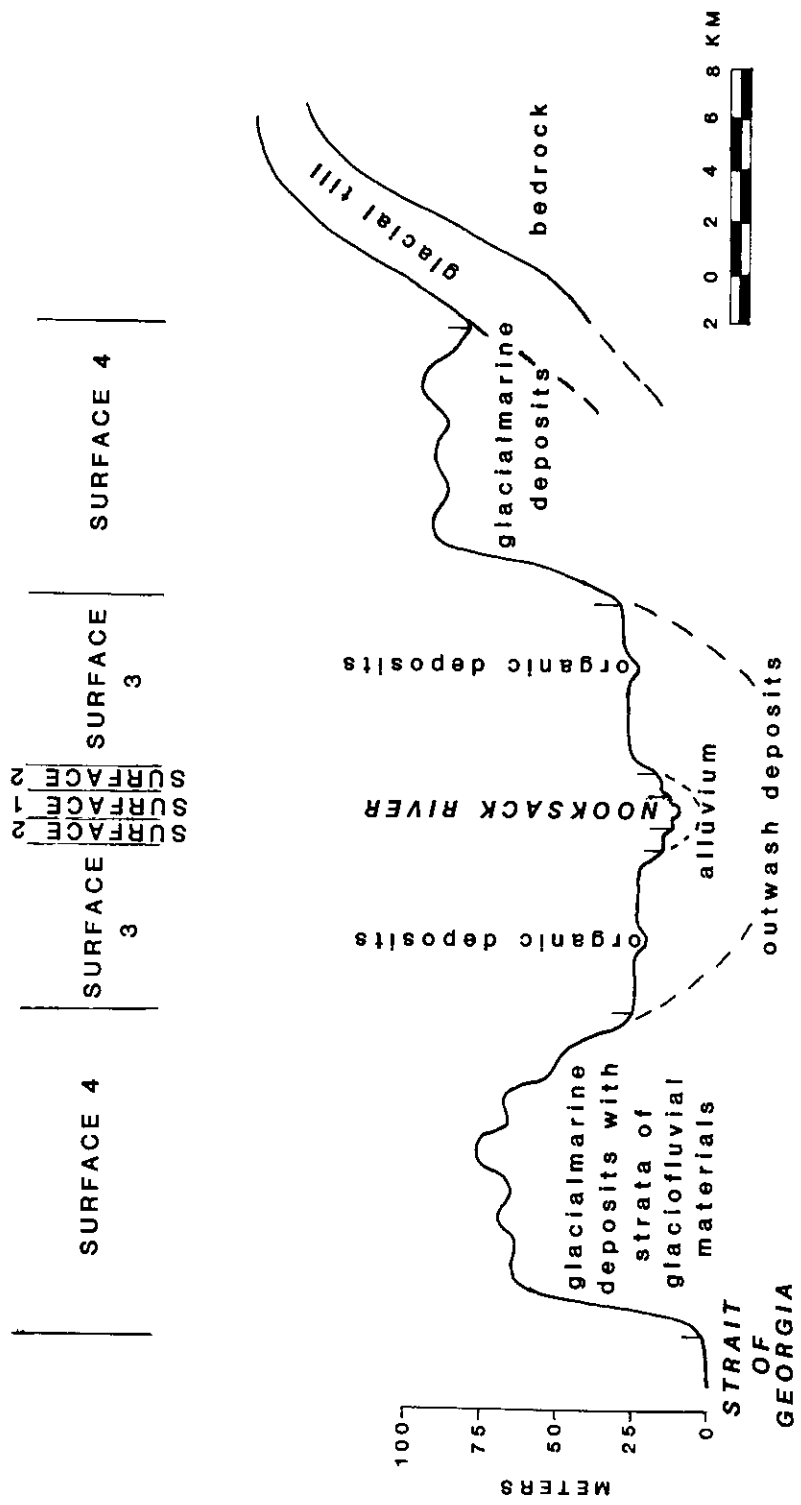 SURFACE 4
SURFACE
3
SURFACE 2
SURFACE 1
SURFACE 2
SURFACE
3
SURFACE 4
METERS
100
75
50
25
0
STRAIT
OF
GEORGIA
glacialmarine
deposits with
strata of
glaciofluvial
materials
organic deposits
NOOKSACK RIVER
alluvium
organic deposits
outwash deposits
glacialmarine
deposits
glacial till
bedrock
2 0 2 4 6 8 KM